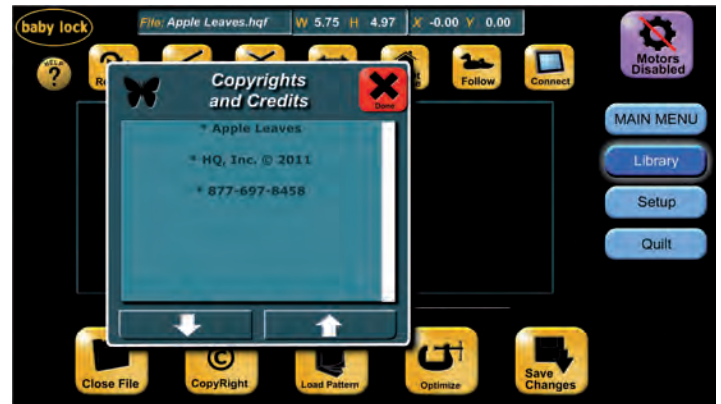 baby lock
File: Apple Leaves.hqf W 5.75 H 4.97 X -0.00 Y 0.00
Motors
Disabled
HELP
?
Follow
Connect
Copyrights
and Credits
Done
* Apple Leaves
* HQ, Inc. © 2011
* 877-697-8458
MAIN MENU
Library
Setup
Quilt
Close File
©
CopyRight
Load Pattern
Optimize
Save
Changes